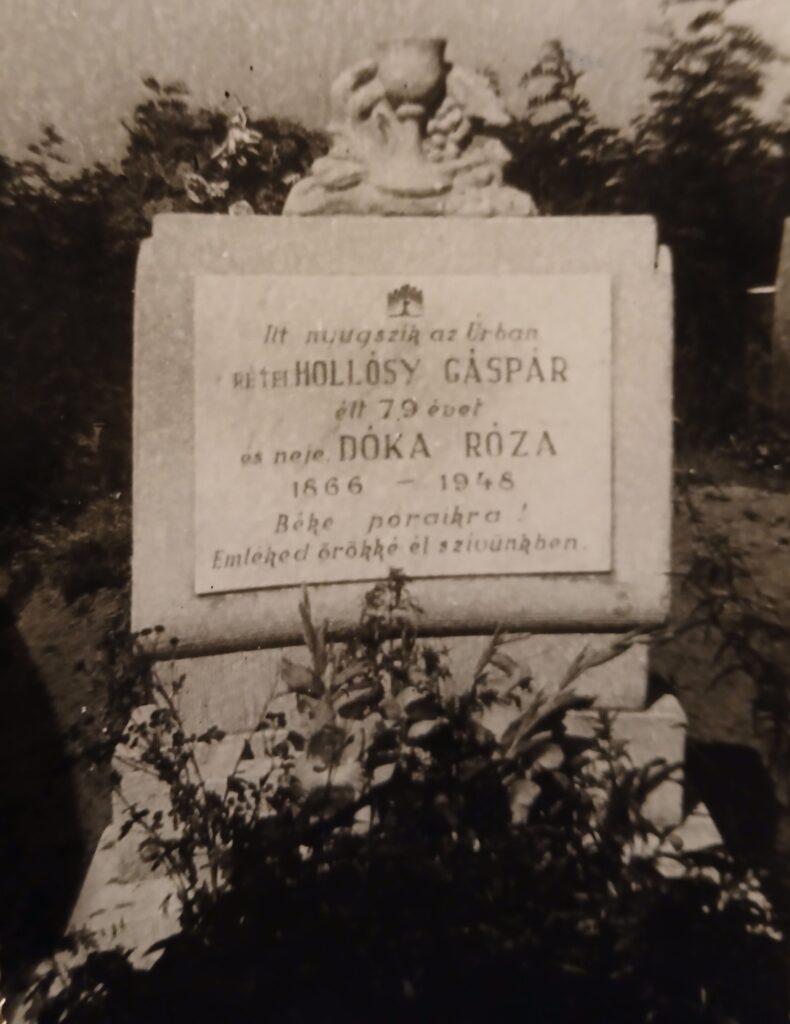 Itt nyugszik az Úrban
RÉTEI HOLLÓSY GÁSPÁR
élt 79 évet
és neje DÓKA RÓZA
1866 - 1948
Béke poraikra!
Emléked örökké él szívünkben.